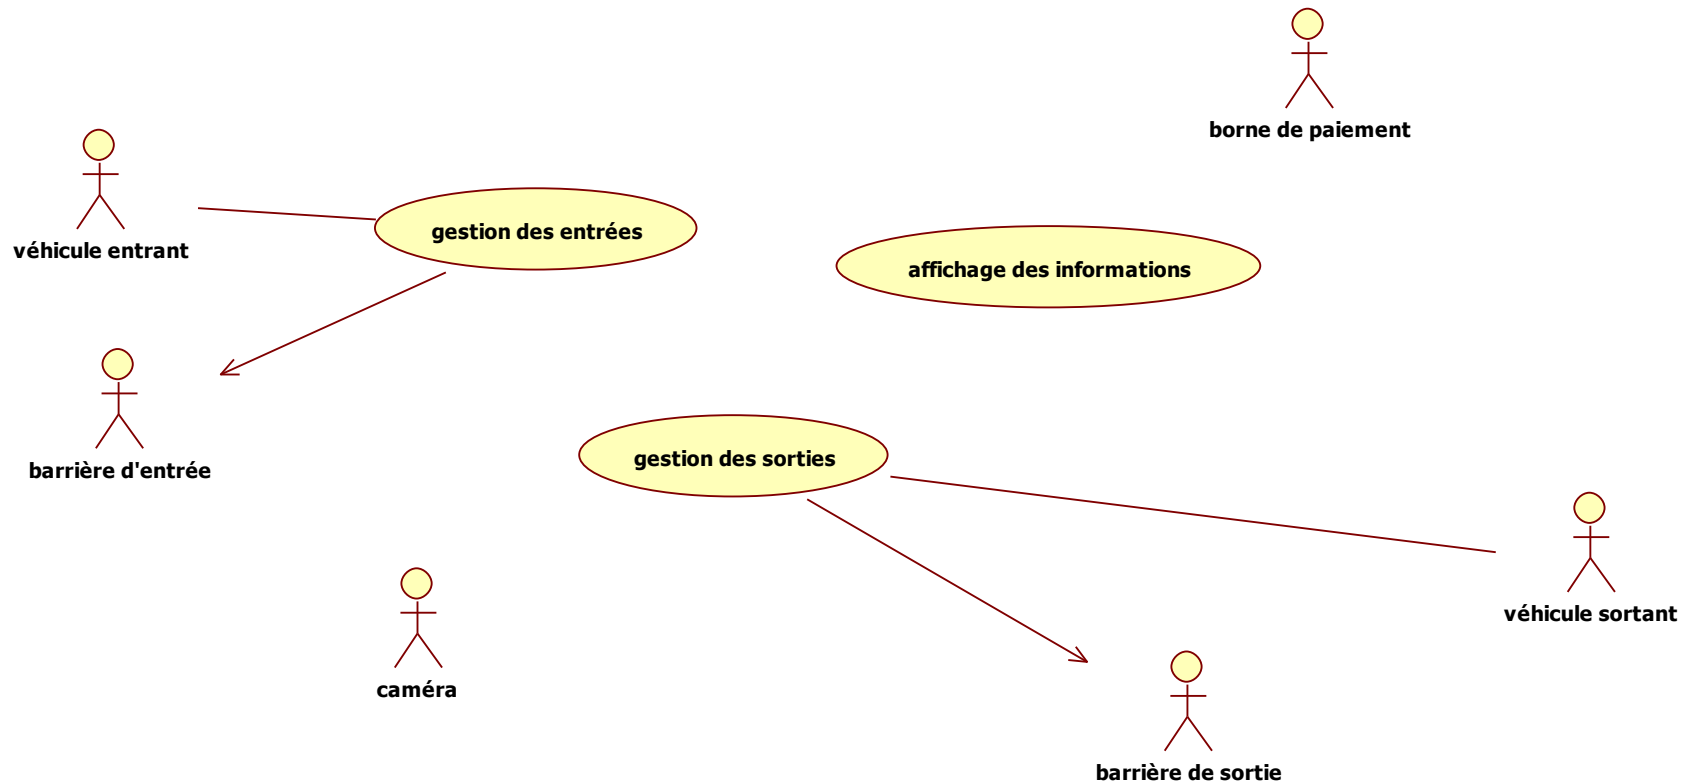 borne de paiement
véhicule entrant
gestion des entrées
affichage des informations
barrière d'entrée
gestion des sorties
véhicule sortant
caméra
barrière de sortie